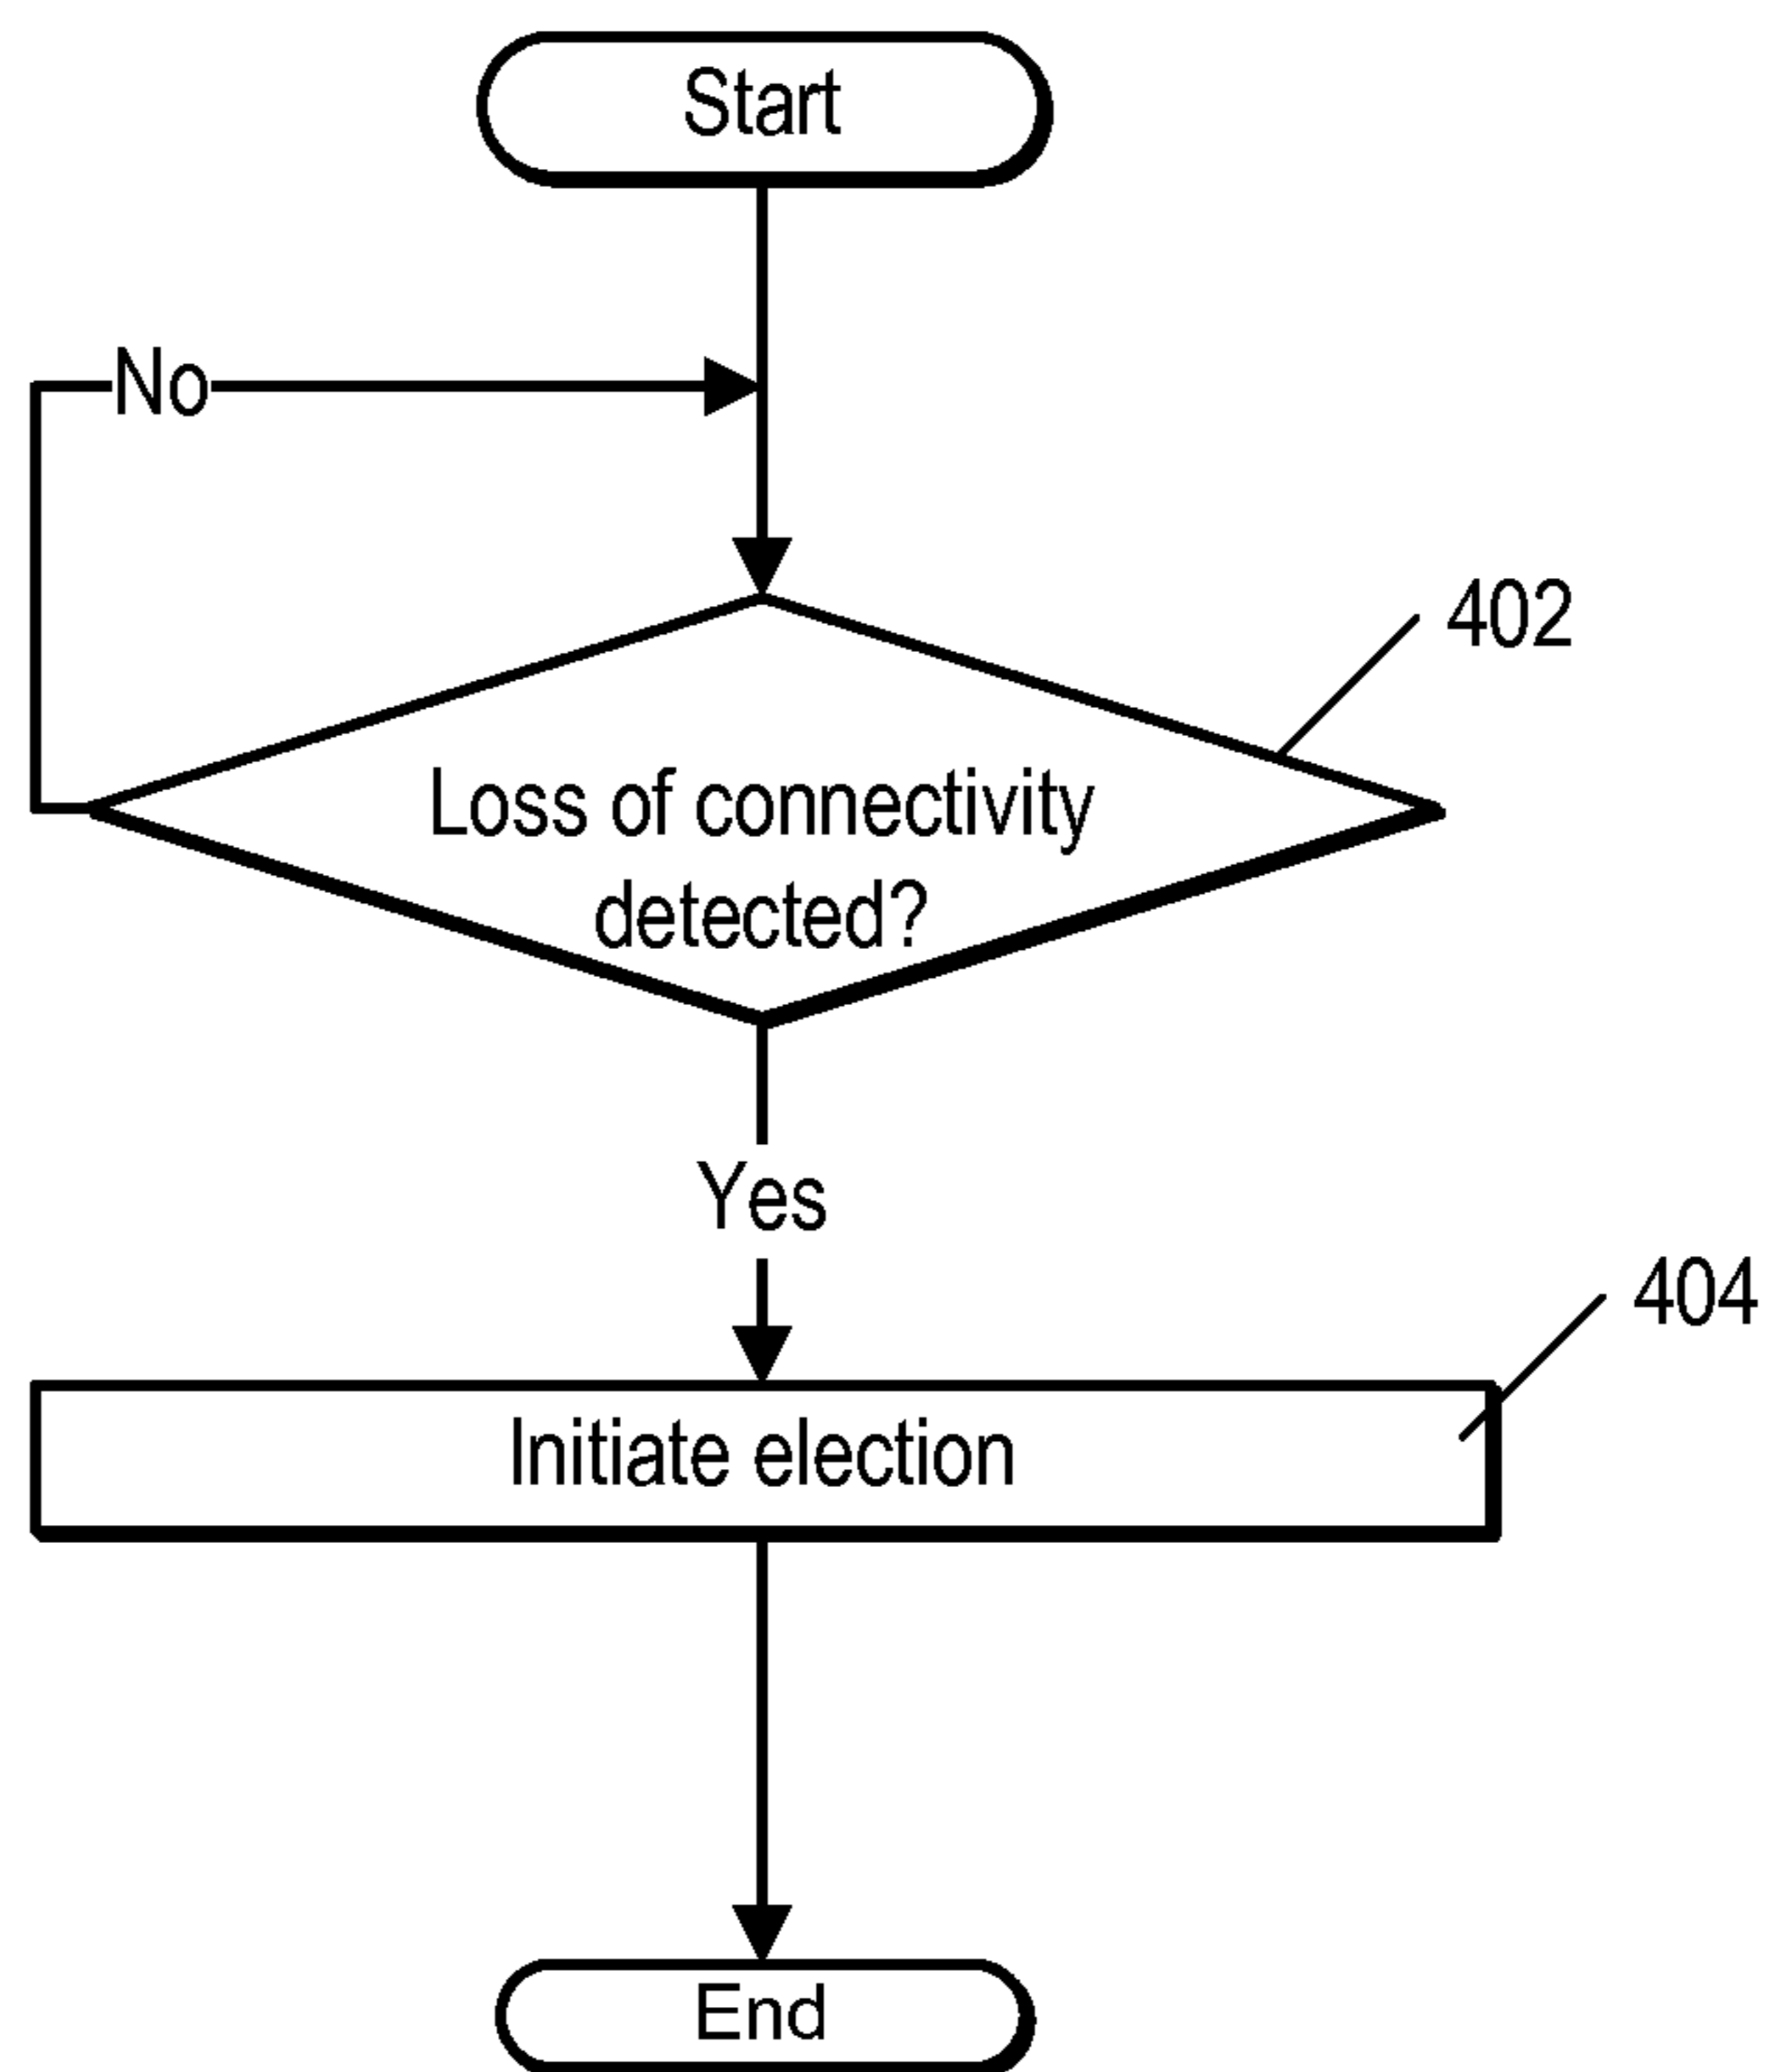 Start
No
402
Loss of connectivity
detected?
Yes
404
Initiate election
End